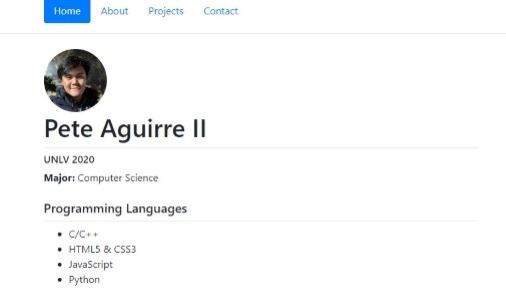 Home About Projects Contact
Pete Aguirre II
UNLV 2020
Major: Computer Science
Programming Languages
C/C++
HTML5 & CSS3
JavaScript
Python